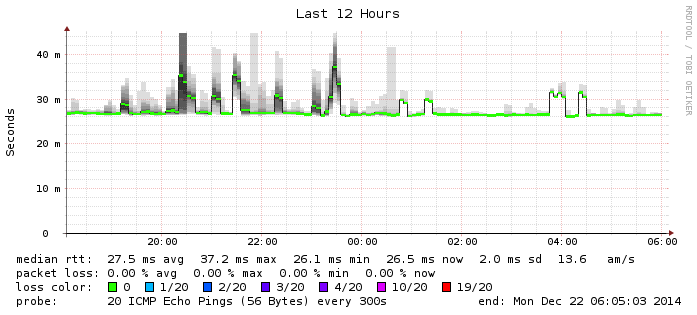 Last 12 Hours
RRDTOOL / TOBI OETIKER
Seconds
40 m
30 m
20 m
10 m
0
20:00 22:00 00:00 02:00 04:00 06:00
median rtt: 27.5 ms avg 37.2 ms max 26.1 ms min 26.5 ms now 2.0 ms sd 13.6 am/s
packet loss: 0.00 % avg 0.00 % max 0.00 % min 0.00 % now
loss color: 0 1/20 2/20 3/20 4/20 10/20 19/20
probe: 20 ICMP Echo Pings (56 Bytes) every 300s end: Mon Dec 22 06:05:03 2014